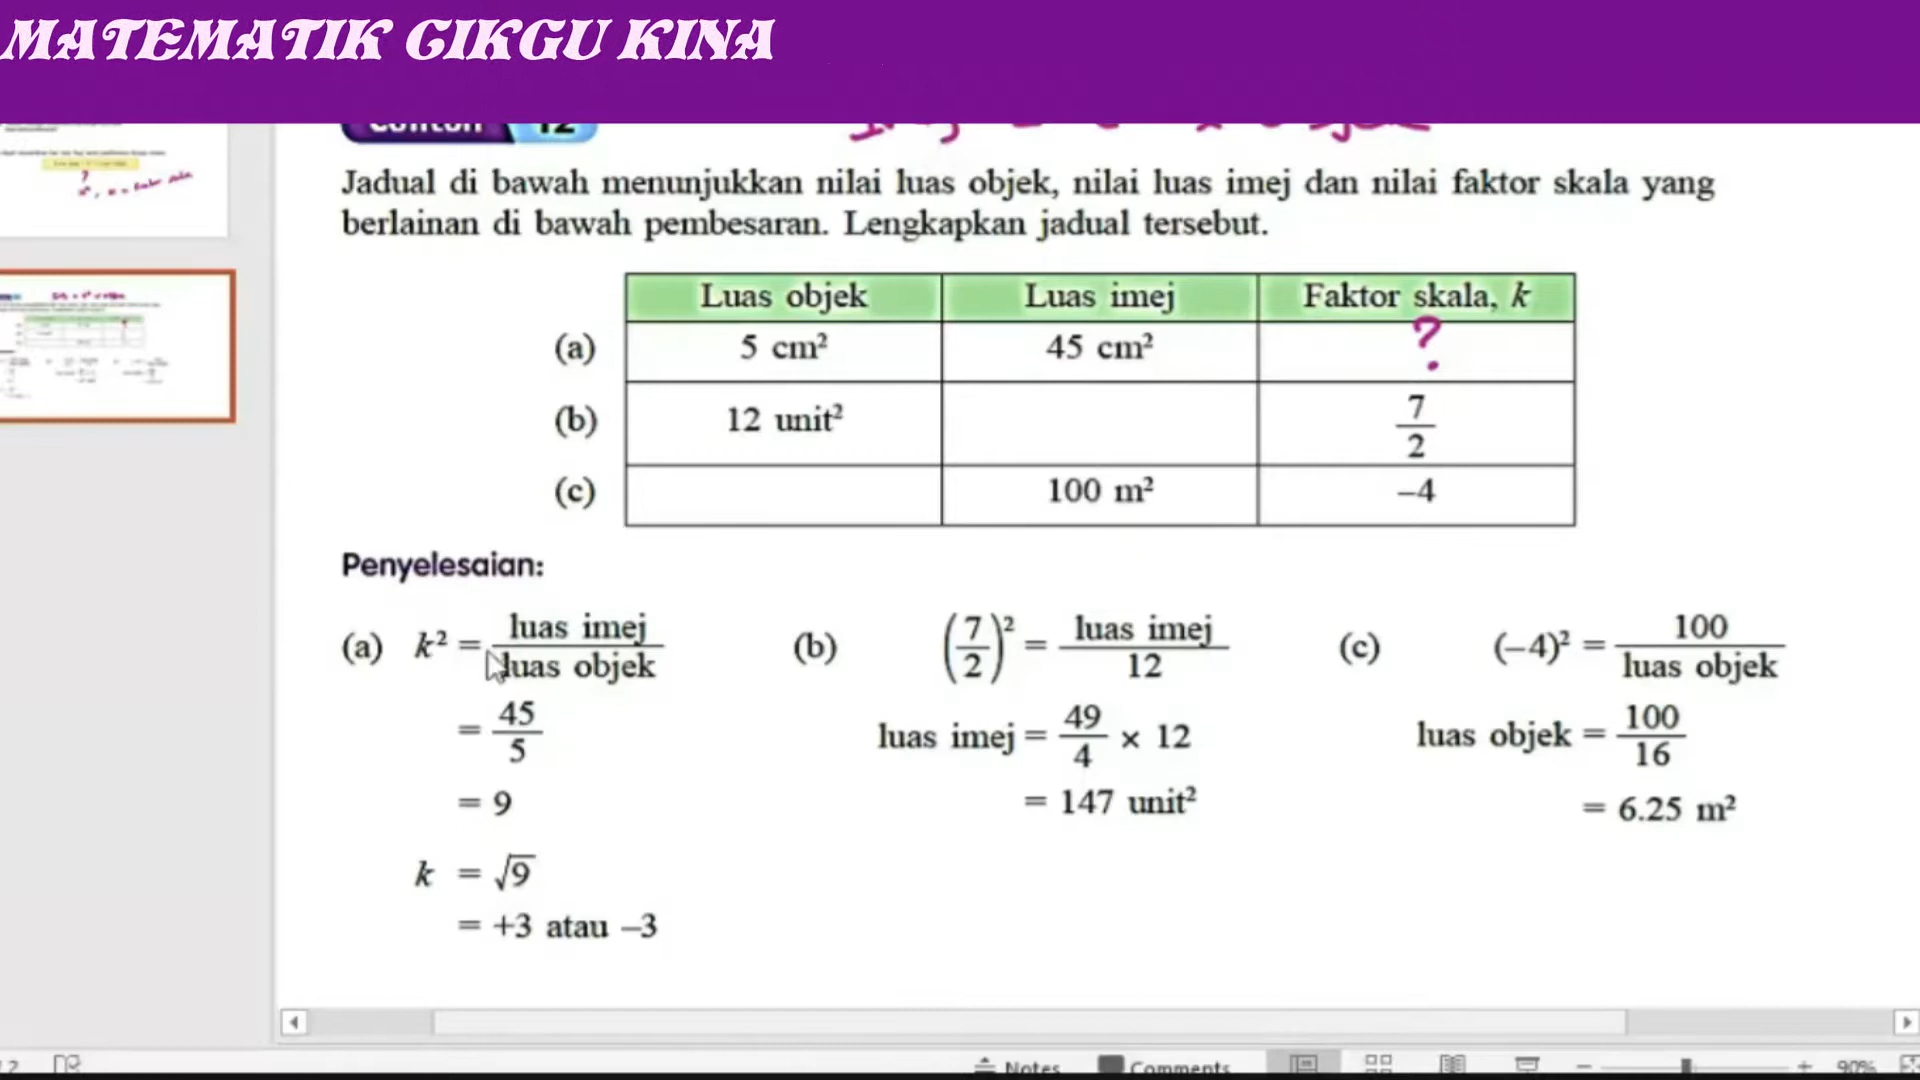 MATEMATIK CIKGU KINA
Contoh 12
Jadual di bawah menunjukkan nilai luas objek, nilai luas imej dan nilai faktor skala yang
berlainan di bawah pembesaran. Lengkapkan jadual tersebut.
Luas objek Luas imej Faktor skala, k
(a) 5 cm² 45 cm² ?
(b) 12 unit² 7/2
(c) 100 m² –4
Penyelesaian:
(a) k² = luas imej / luas objek
= 45/5
= 9
k = √9
= +3 atau –3
(b) (7/2)² = luas imej / 12
luas imej = 49/4 × 12
= 147 unit²
(c) (–4)² = 100 / luas objek
luas objek = 100/16
= 6.25 m²
Notes Comments 90%